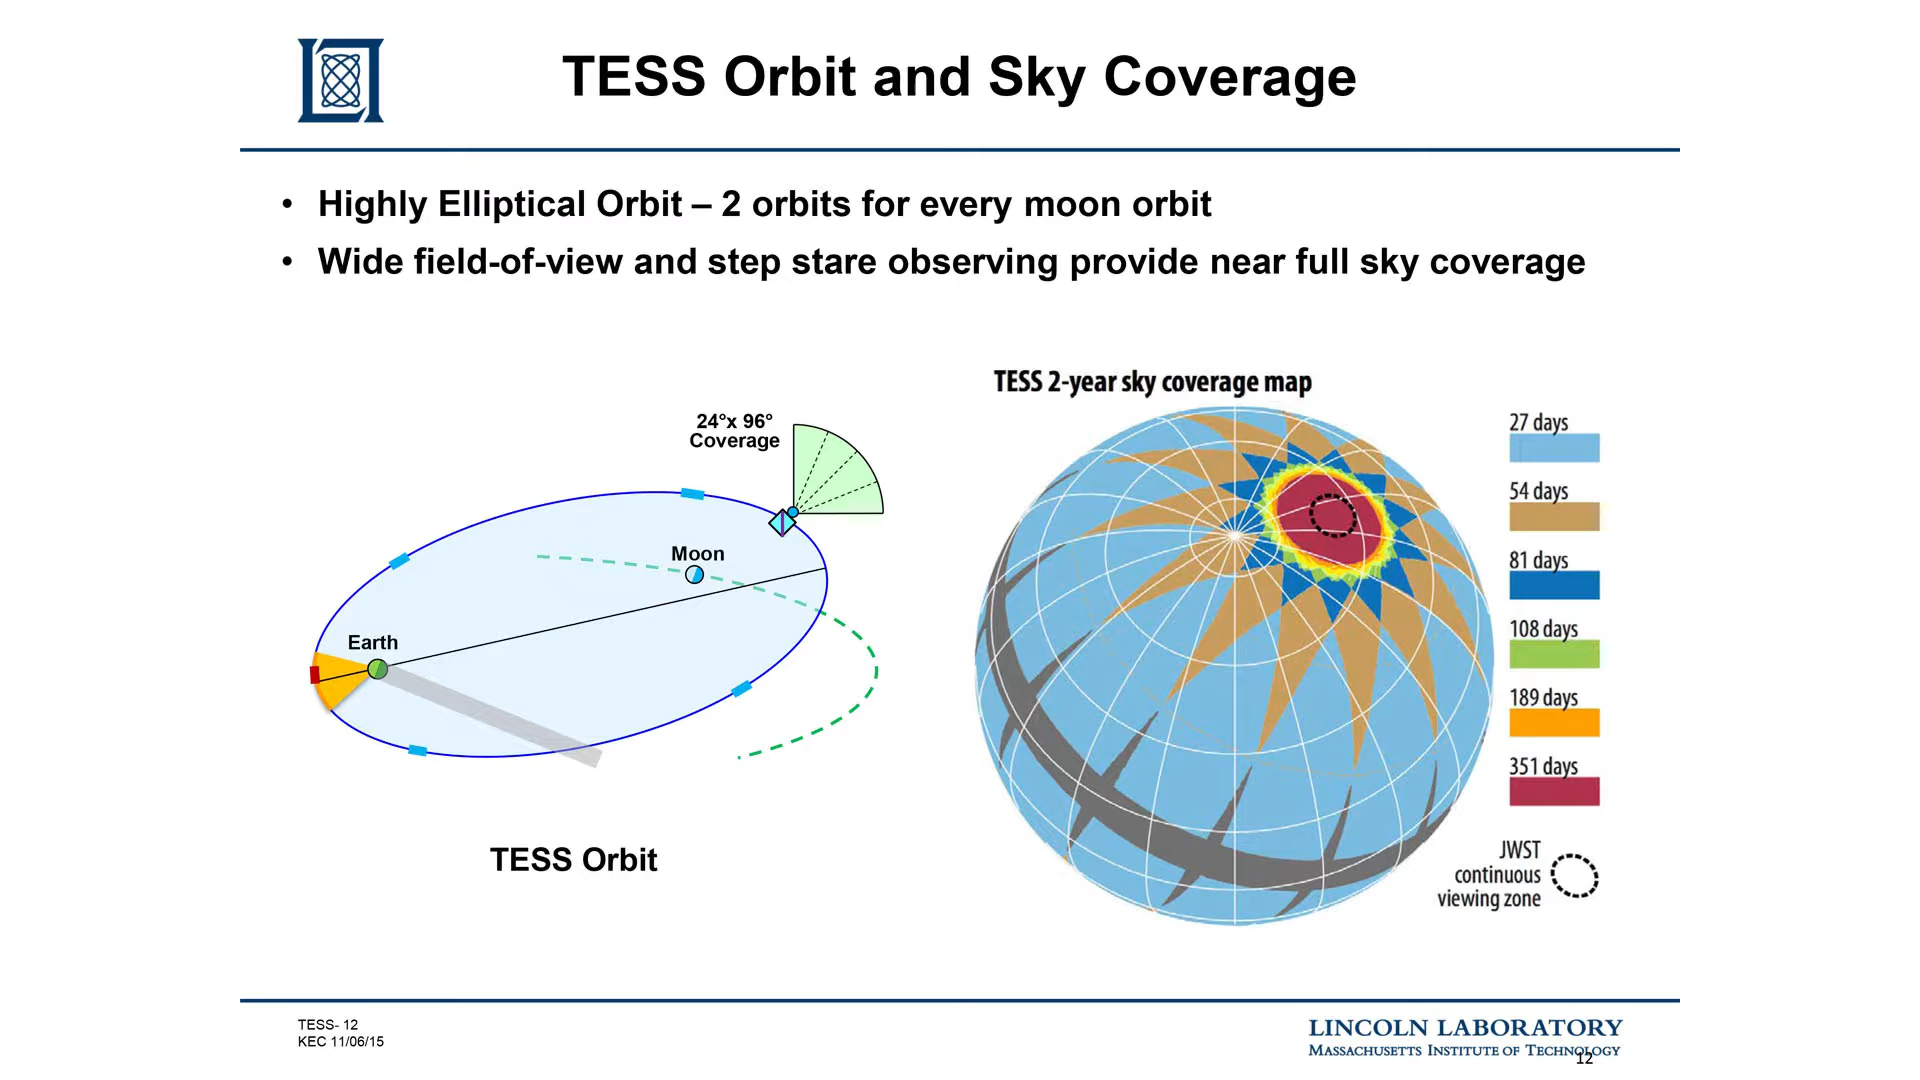 TESS Orbit and Sky Coverage
• Highly Elliptical Orbit – 2 orbits for every moon orbit
• Wide field-of-view and step stare observing provide near full sky coverage
24°x 96°
Coverage
Moon
Earth
TESS Orbit
TESS 2-year sky coverage map
27 days
54 days
81 days
108 days
189 days
351 days
JWST
continuous
viewing zone
TESS- 12
KEC 11/06/15
LINCOLN LABORATORY
MASSACHUSETTS INSTITUTE OF TECHNOLOGY
12